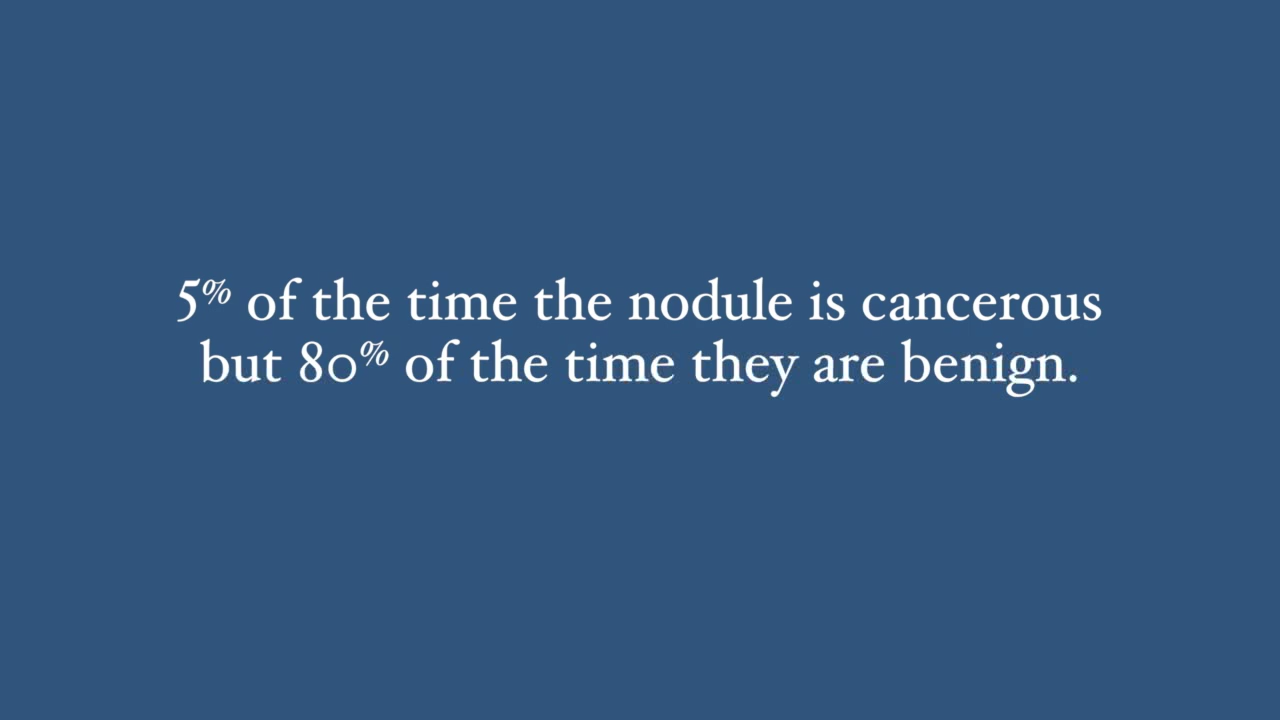 5% of the time the nodule is cancerous
but 80% of the time they are benign.